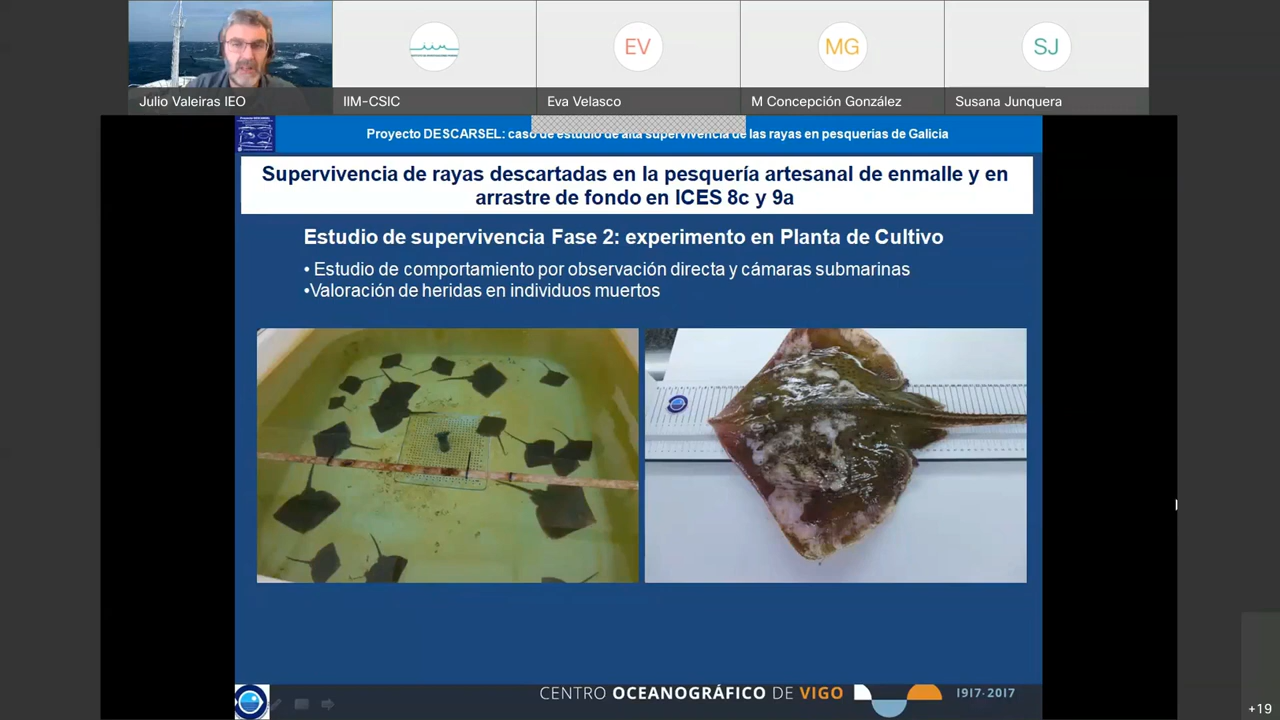 EV
MG
SJ
Julio Valeiras IEO
IIM-CSIC
Eva Velasco
M Concepción González
Susana Junquera
Proyecto DESCARSEL: caso de estudio de alta supervivencia de las rayas en pesquerias de Galicia
Supervivencia de rayas descartadas en la pesquería artesanal de enmalle y en
arrastre de fondo en ICES 8c y 9a
Estudio de supervivencia Fase 2: experimento en Planta de Cultivo
• Estudio de comportamiento por observación directa y cámaras submarinas
•Valoración de heridas en individuos muertos
CENTRO OCEANOGRÁFICO DE VIGO
1917·2017
+19